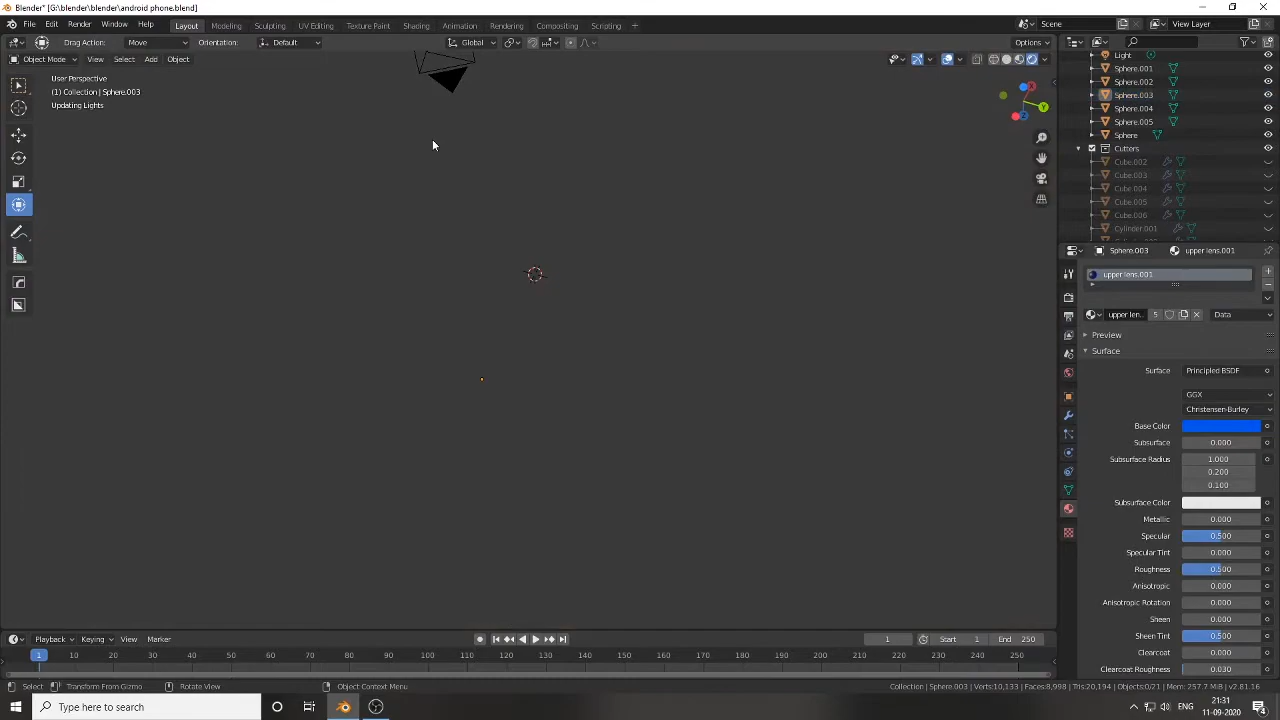 Blender* [G:\blender\blender\android phone.blend]
File Edit Render Window Help Layout Modeling Sculpting UV Editing Texture Paint Shading Animation Rendering Compositing Scripting Scene View Layer
Drag Action: Move Orientation: Default Global Options
Object Mode View Select Add Object
User Perspective
(1) Collection | Sphere.003
Updating Lights
Y
Light
Sphere.001
Sphere.002
Sphere.003
Sphere.004
Sphere.005
Sphere
Cutters
Cube.002
Cube.003
Cube.004
Cube.005
Cube.006
Cylinder.001
Sphere.003 upper lens.001
upper lens.001
upper len.. 5 Data
Preview
Surface
Surface Principled BSDF
GGX
Christensen-Burley
Base Color
Subsurface 0.000
Subsurface Radius 1.000
0.200
0.100
Subsurface Color
Metallic 0.000
Specular 0.500
Specular Tint 0.000
Roughness 0.500
Anisotropic 0.000
Anisotropic Rotation 0.000
Sheen 0.000
Sheen Tint 0.500
Clearcoat 0.000
Clearcoat Roughness 0.030
Playback Keying View Marker 1 Start 1 End 250
1 10 20 30 40 50 60 70 80 90 100 110 120 130 140 150 160 170 180 190 200 210 220 230 240 250
Select Transform From Gizmo Rotate View Object Context Menu Collection | Sphere.003 | Verts:10,133 | Faces:8,998 | Tris:20,194 | Objects:0/21 | Mem: 257.7 MiB | v2.81.16
Type here to search ENG 21:31
11-09-2020